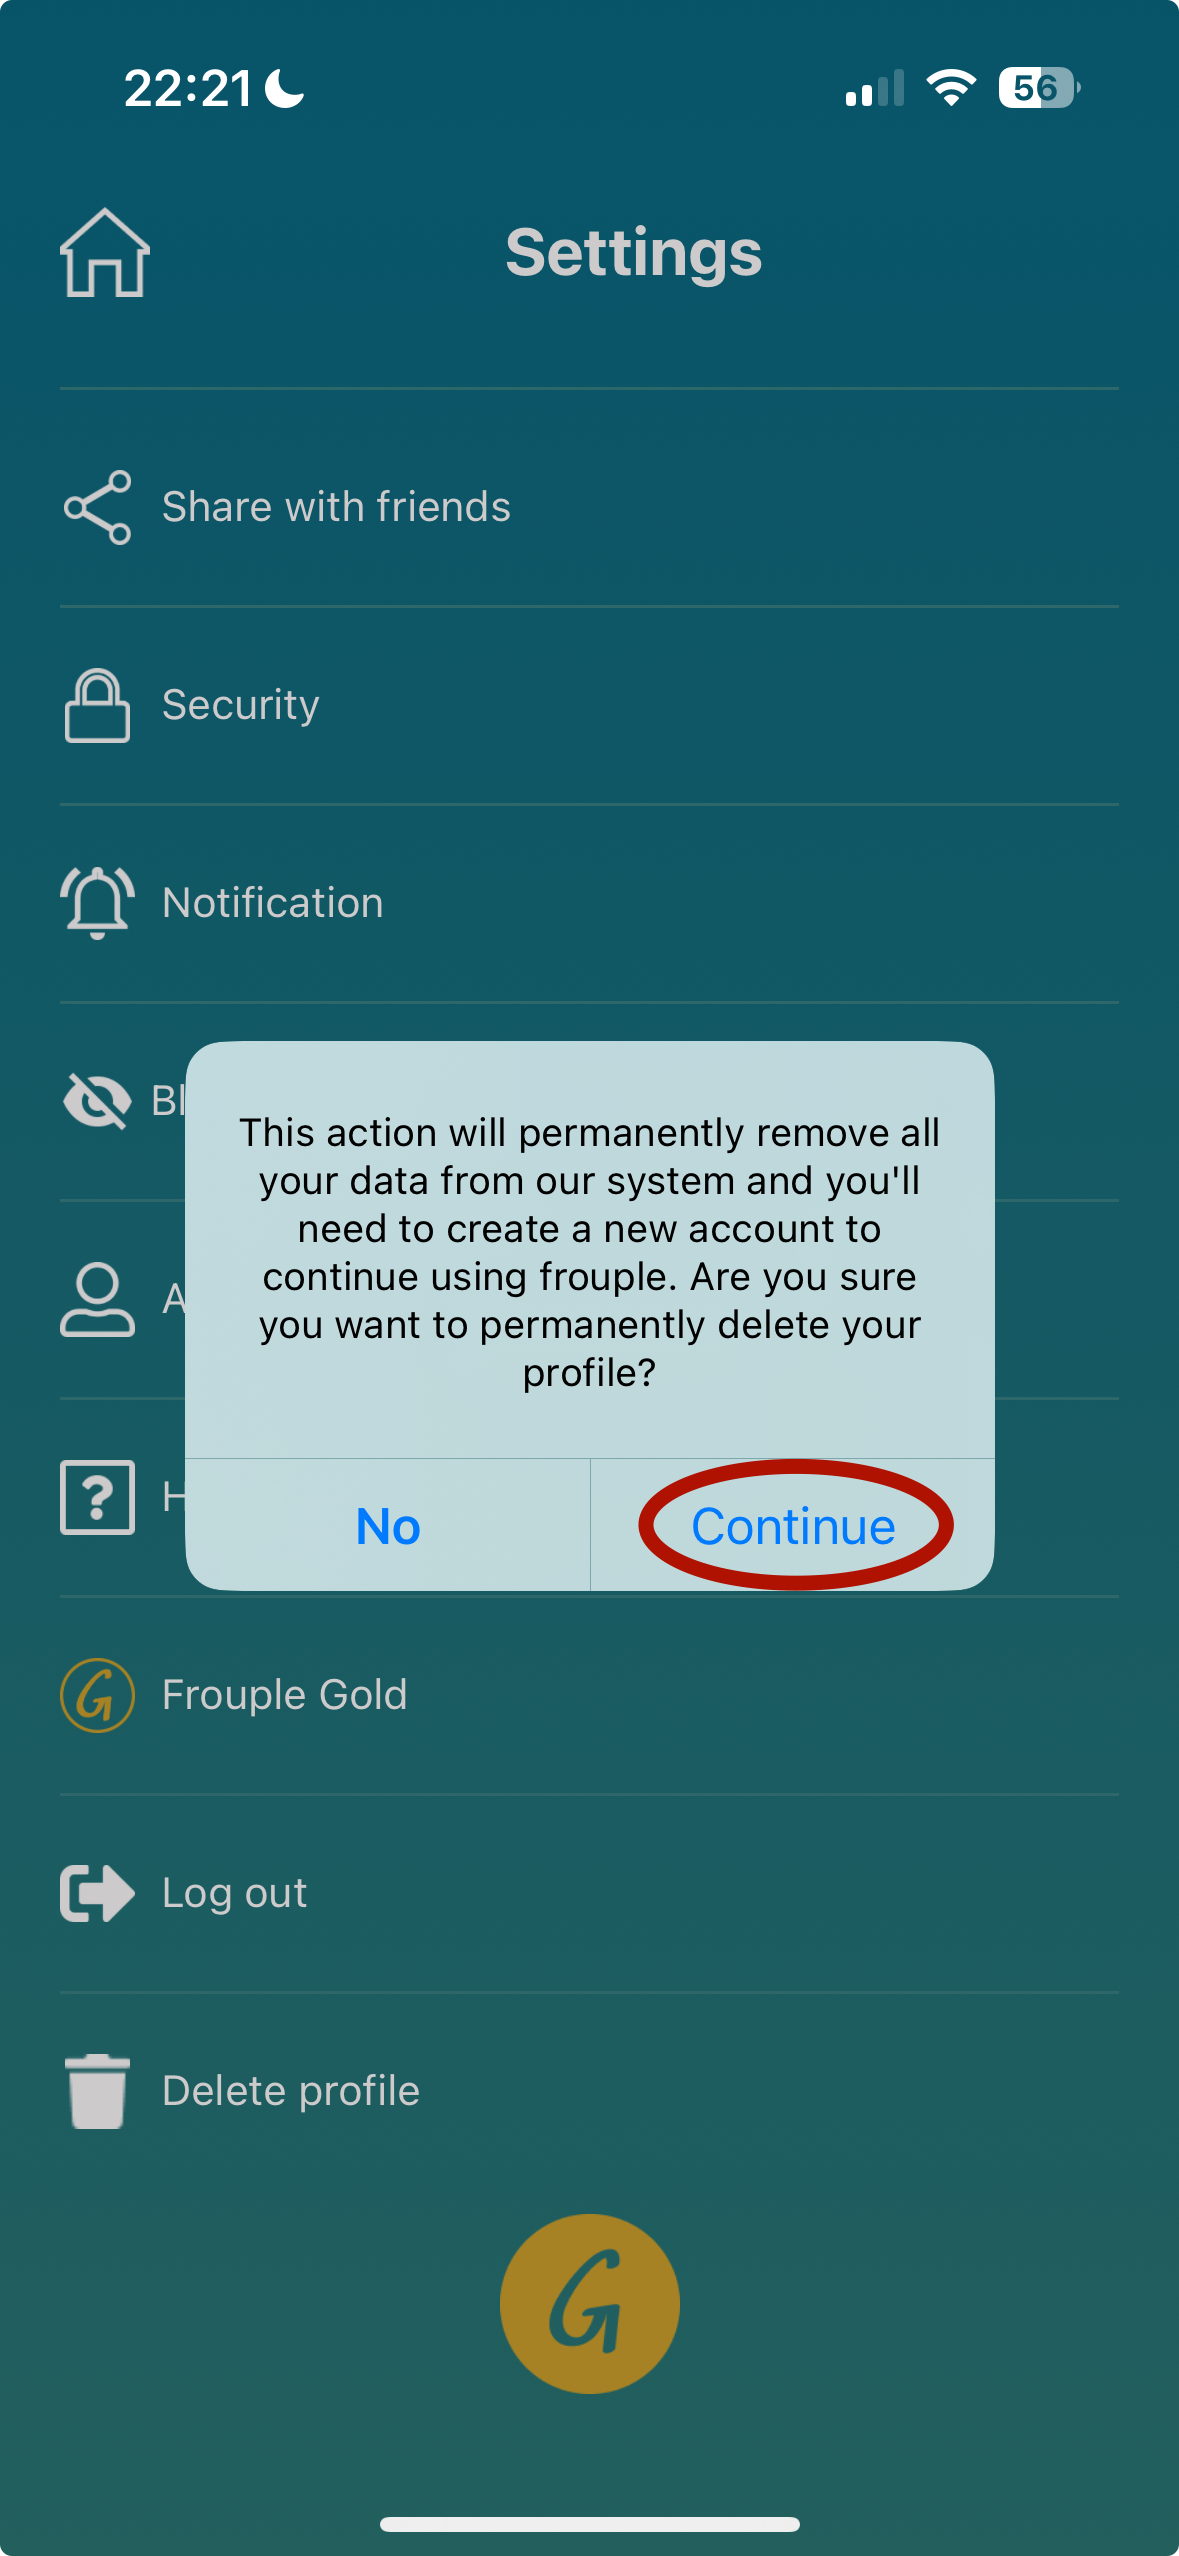 22:21
56
Settings
Share with friends
Security
Notification
This action will permanently remove all
your data from our system and you'll
need to create a new account to
continue using frouple. Are you sure
you want to permanently delete your
profile?
No
Continue
Frouple Gold
Log out
Delete profile
G